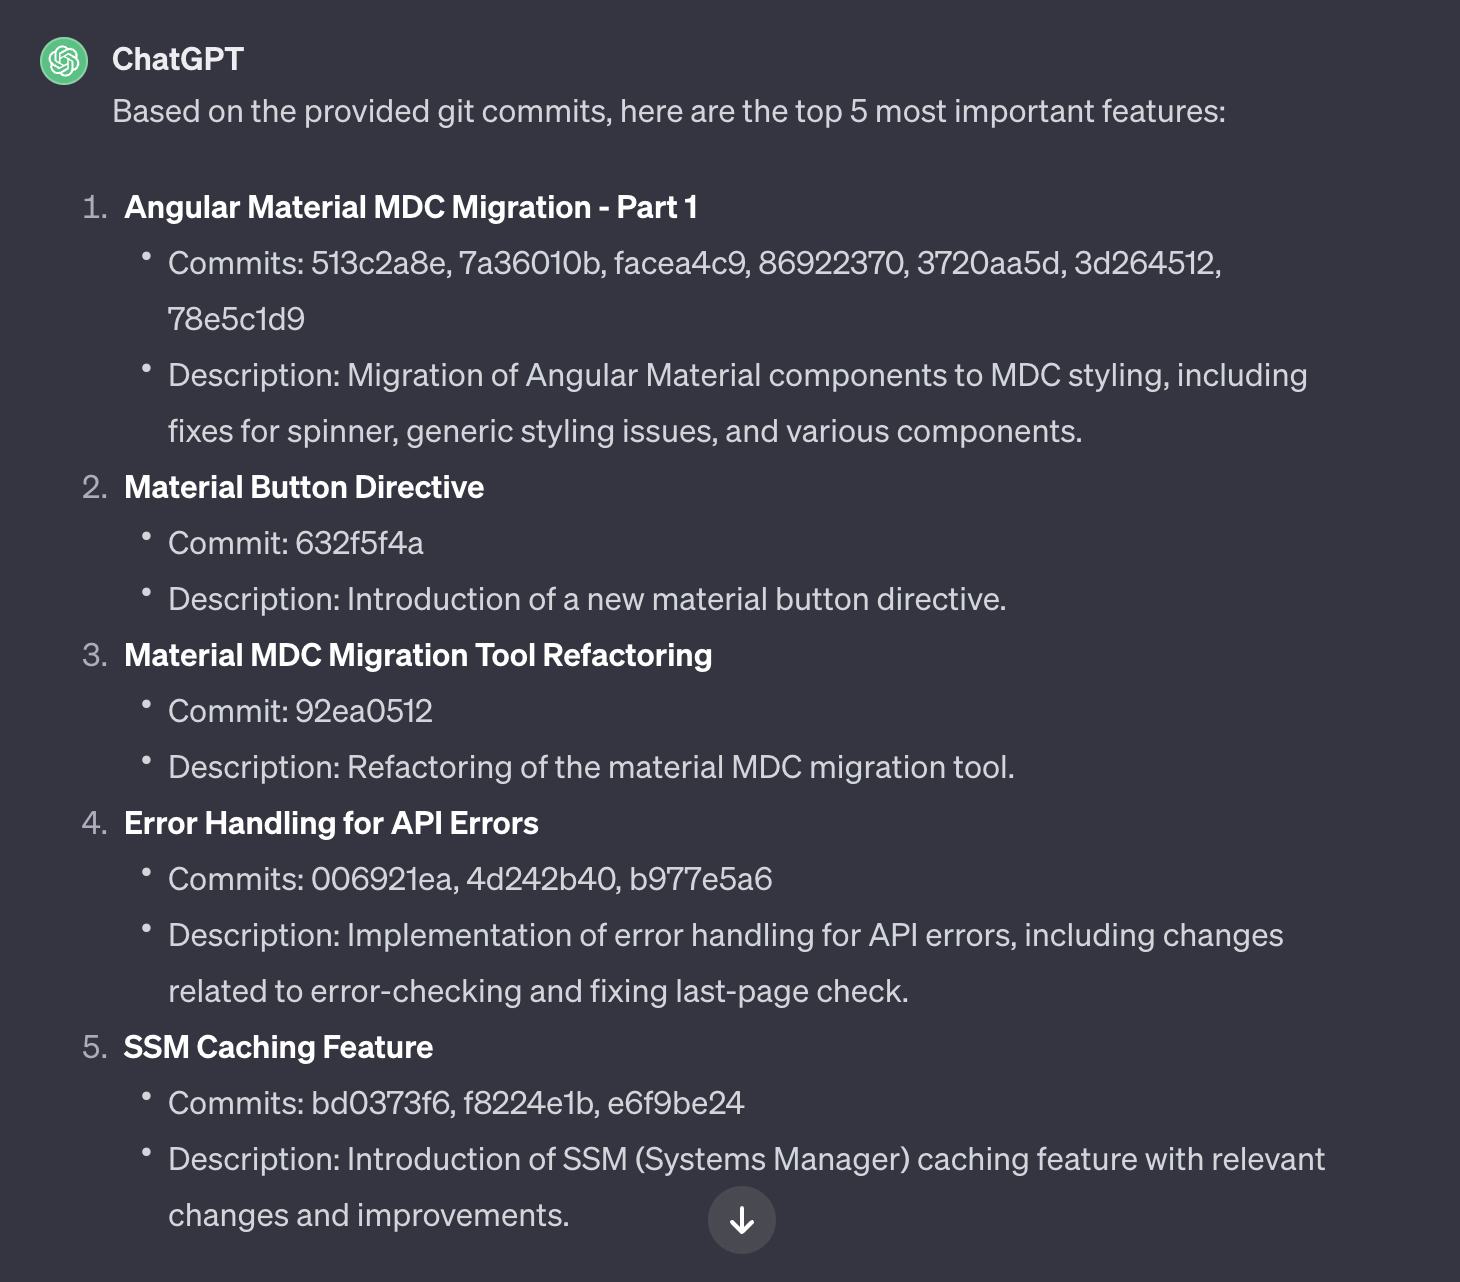 ChatGPT
Based on the provided git commits, here are the top 5 most important features:
1. Angular Material MDC Migration - Part 1
• Commits: 513c2a8e, 7a36010b, facea4c9, 86922370, 3720aa5d, 3d264512,
78e5c1d9
• Description: Migration of Angular Material components to MDC styling, including
fixes for spinner, generic styling issues, and various components.
2. Material Button Directive
• Commit: 632f5f4a
• Description: Introduction of a new material button directive.
3. Material MDC Migration Tool Refactoring
• Commit: 92ea0512
• Description: Refactoring of the material MDC migration tool.
4. Error Handling for API Errors
• Commits: 006921ea, 4d242b40, b977e5a6
• Description: Implementation of error handling for API errors, including changes
related to error-checking and fixing last-page check.
5. SSM Caching Feature
• Commits: bd0373f6, f8224e1b, e6f9be24
• Description: Introduction of SSM (Systems Manager) caching feature with relevant
changes and improvements.